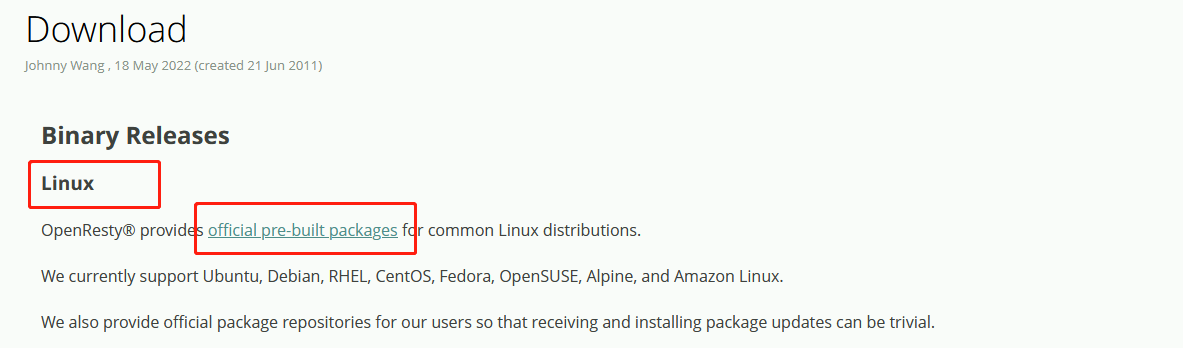 Download
Johnny Wang , 18 May 2022 (created 21 Jun 2011)
Binary Releases
Linux
OpenResty® provides official pre-built packages for common Linux distributions.
We currently support Ubuntu, Debian, RHEL, CentOS, Fedora, OpenSUSE, Alpine, and Amazon Linux.
We also provide official package repositories for our users so that receiving and installing package updates can be trivial.